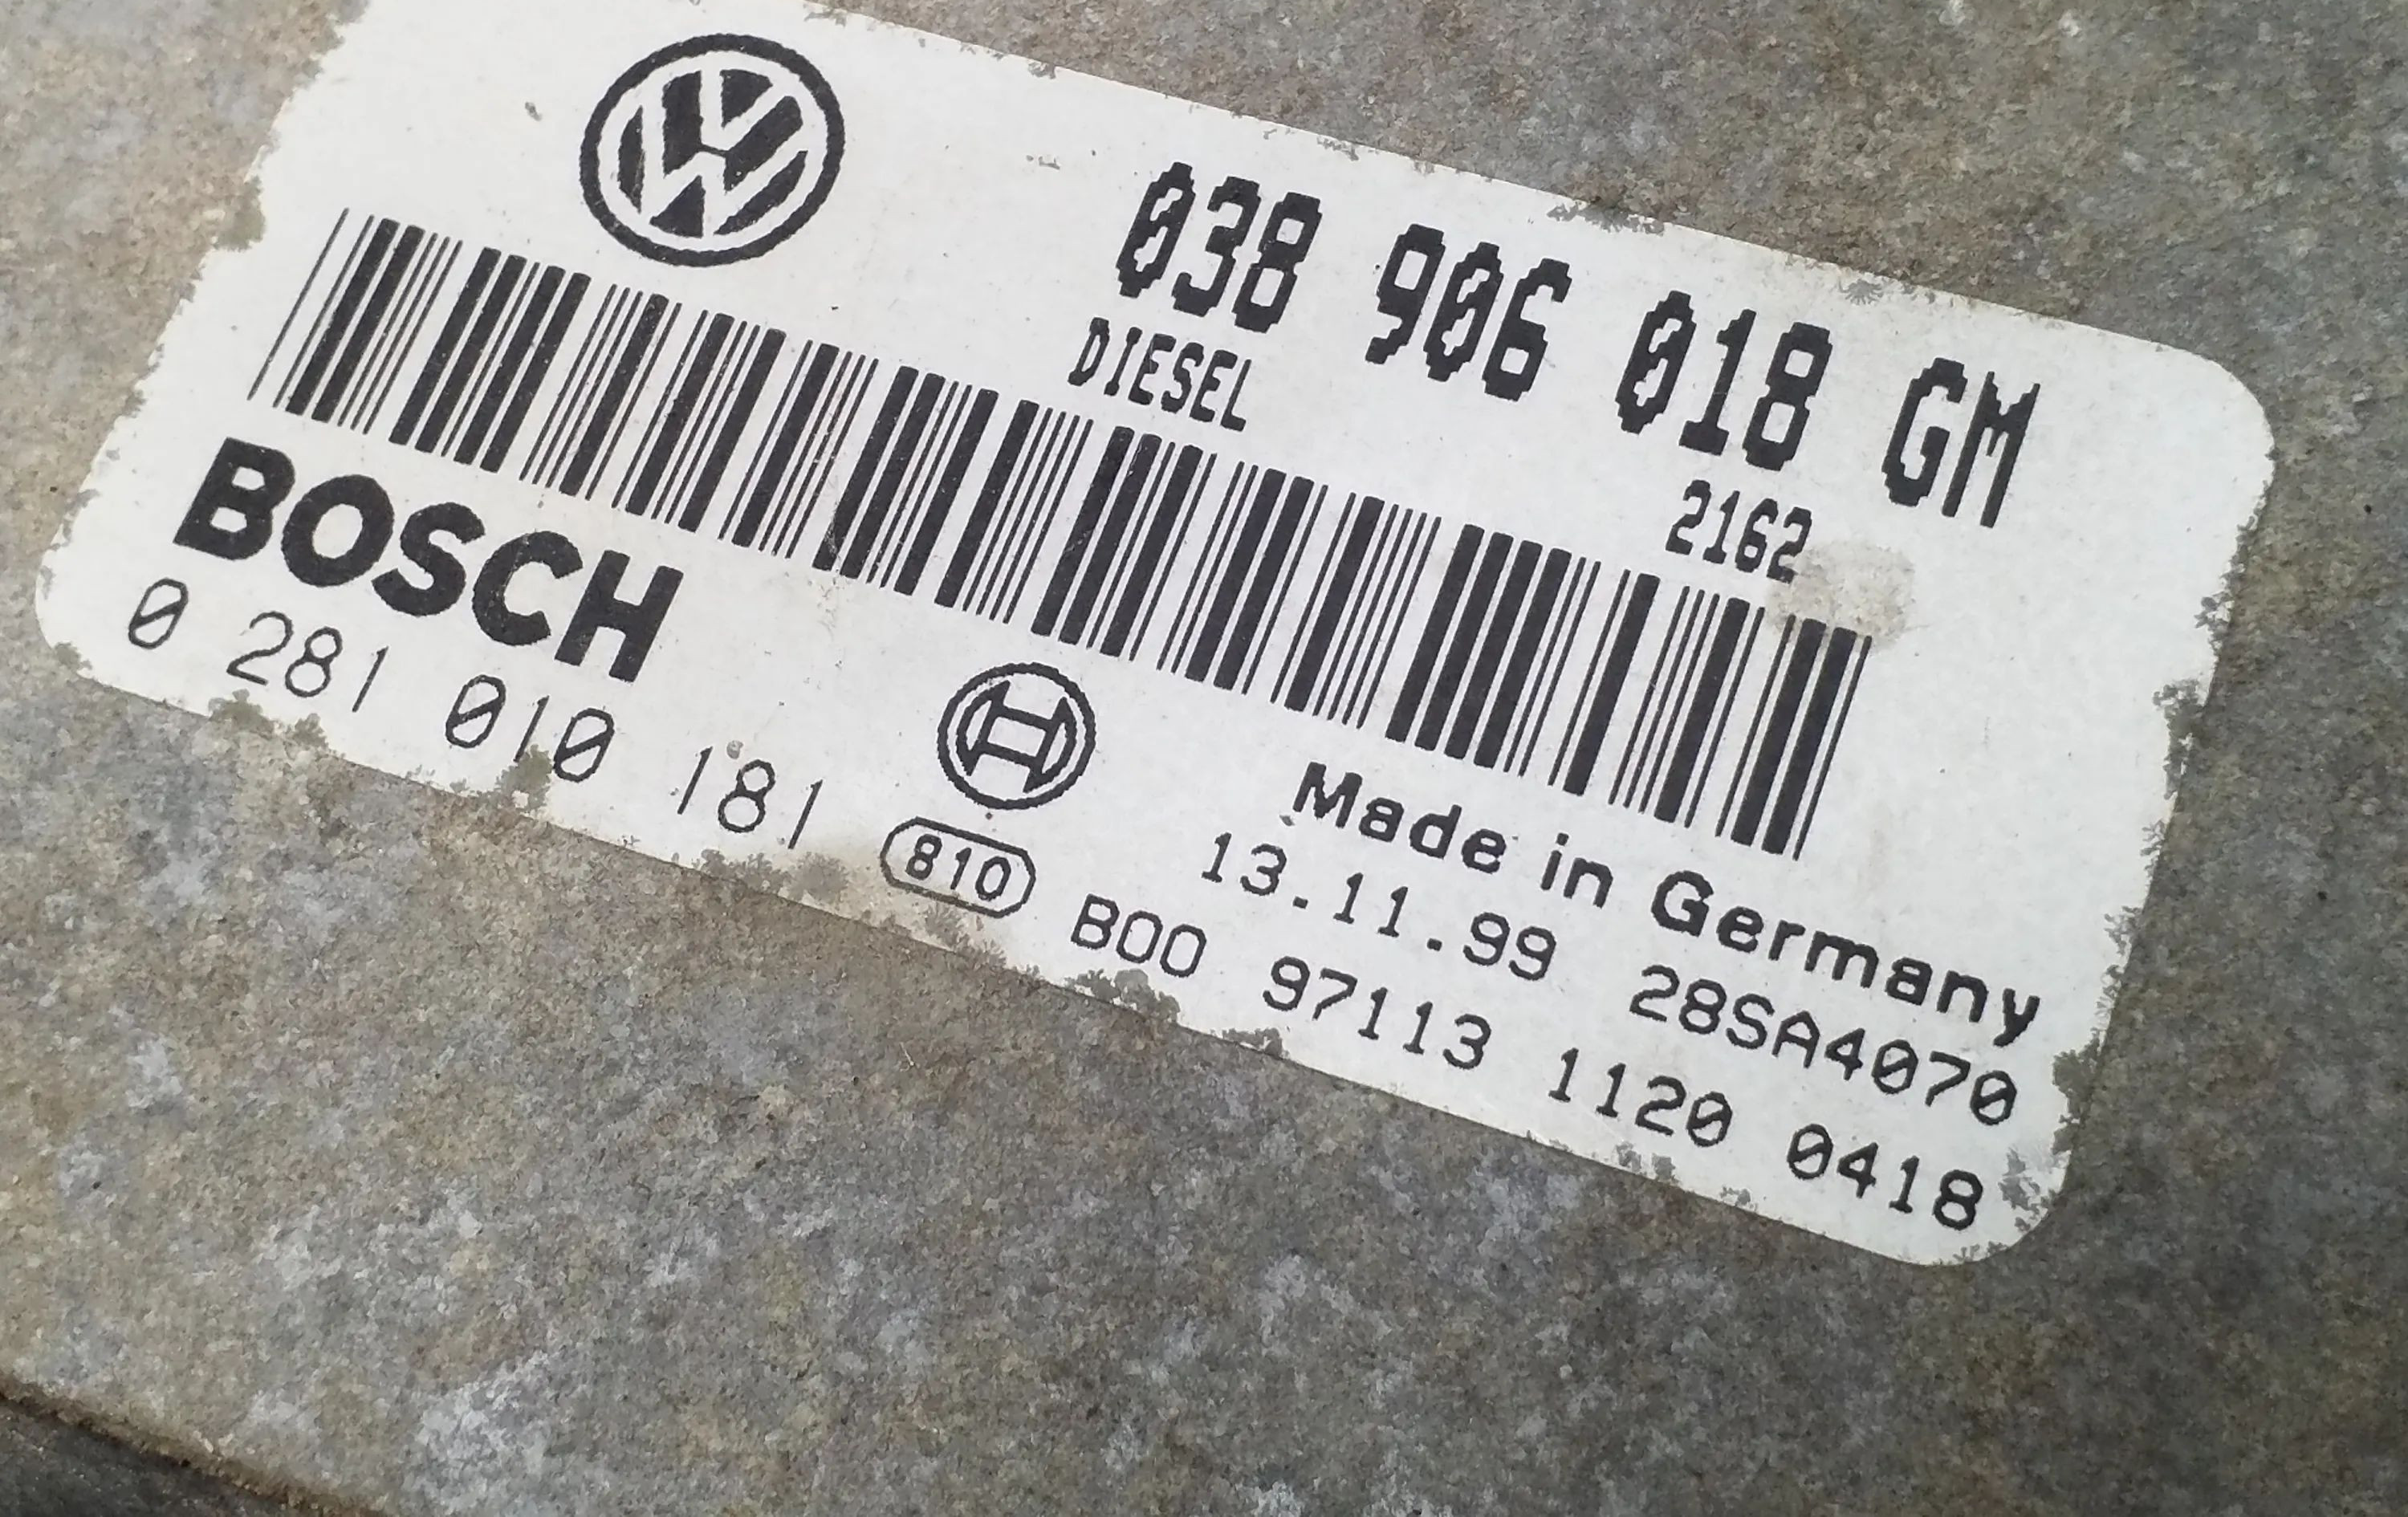 038 906 018 GM
DIESEL 2162
BOSCH
0 281 010 181
Made in Germany
13.11.99 28SA4070
810 B00 97113 1120 0418